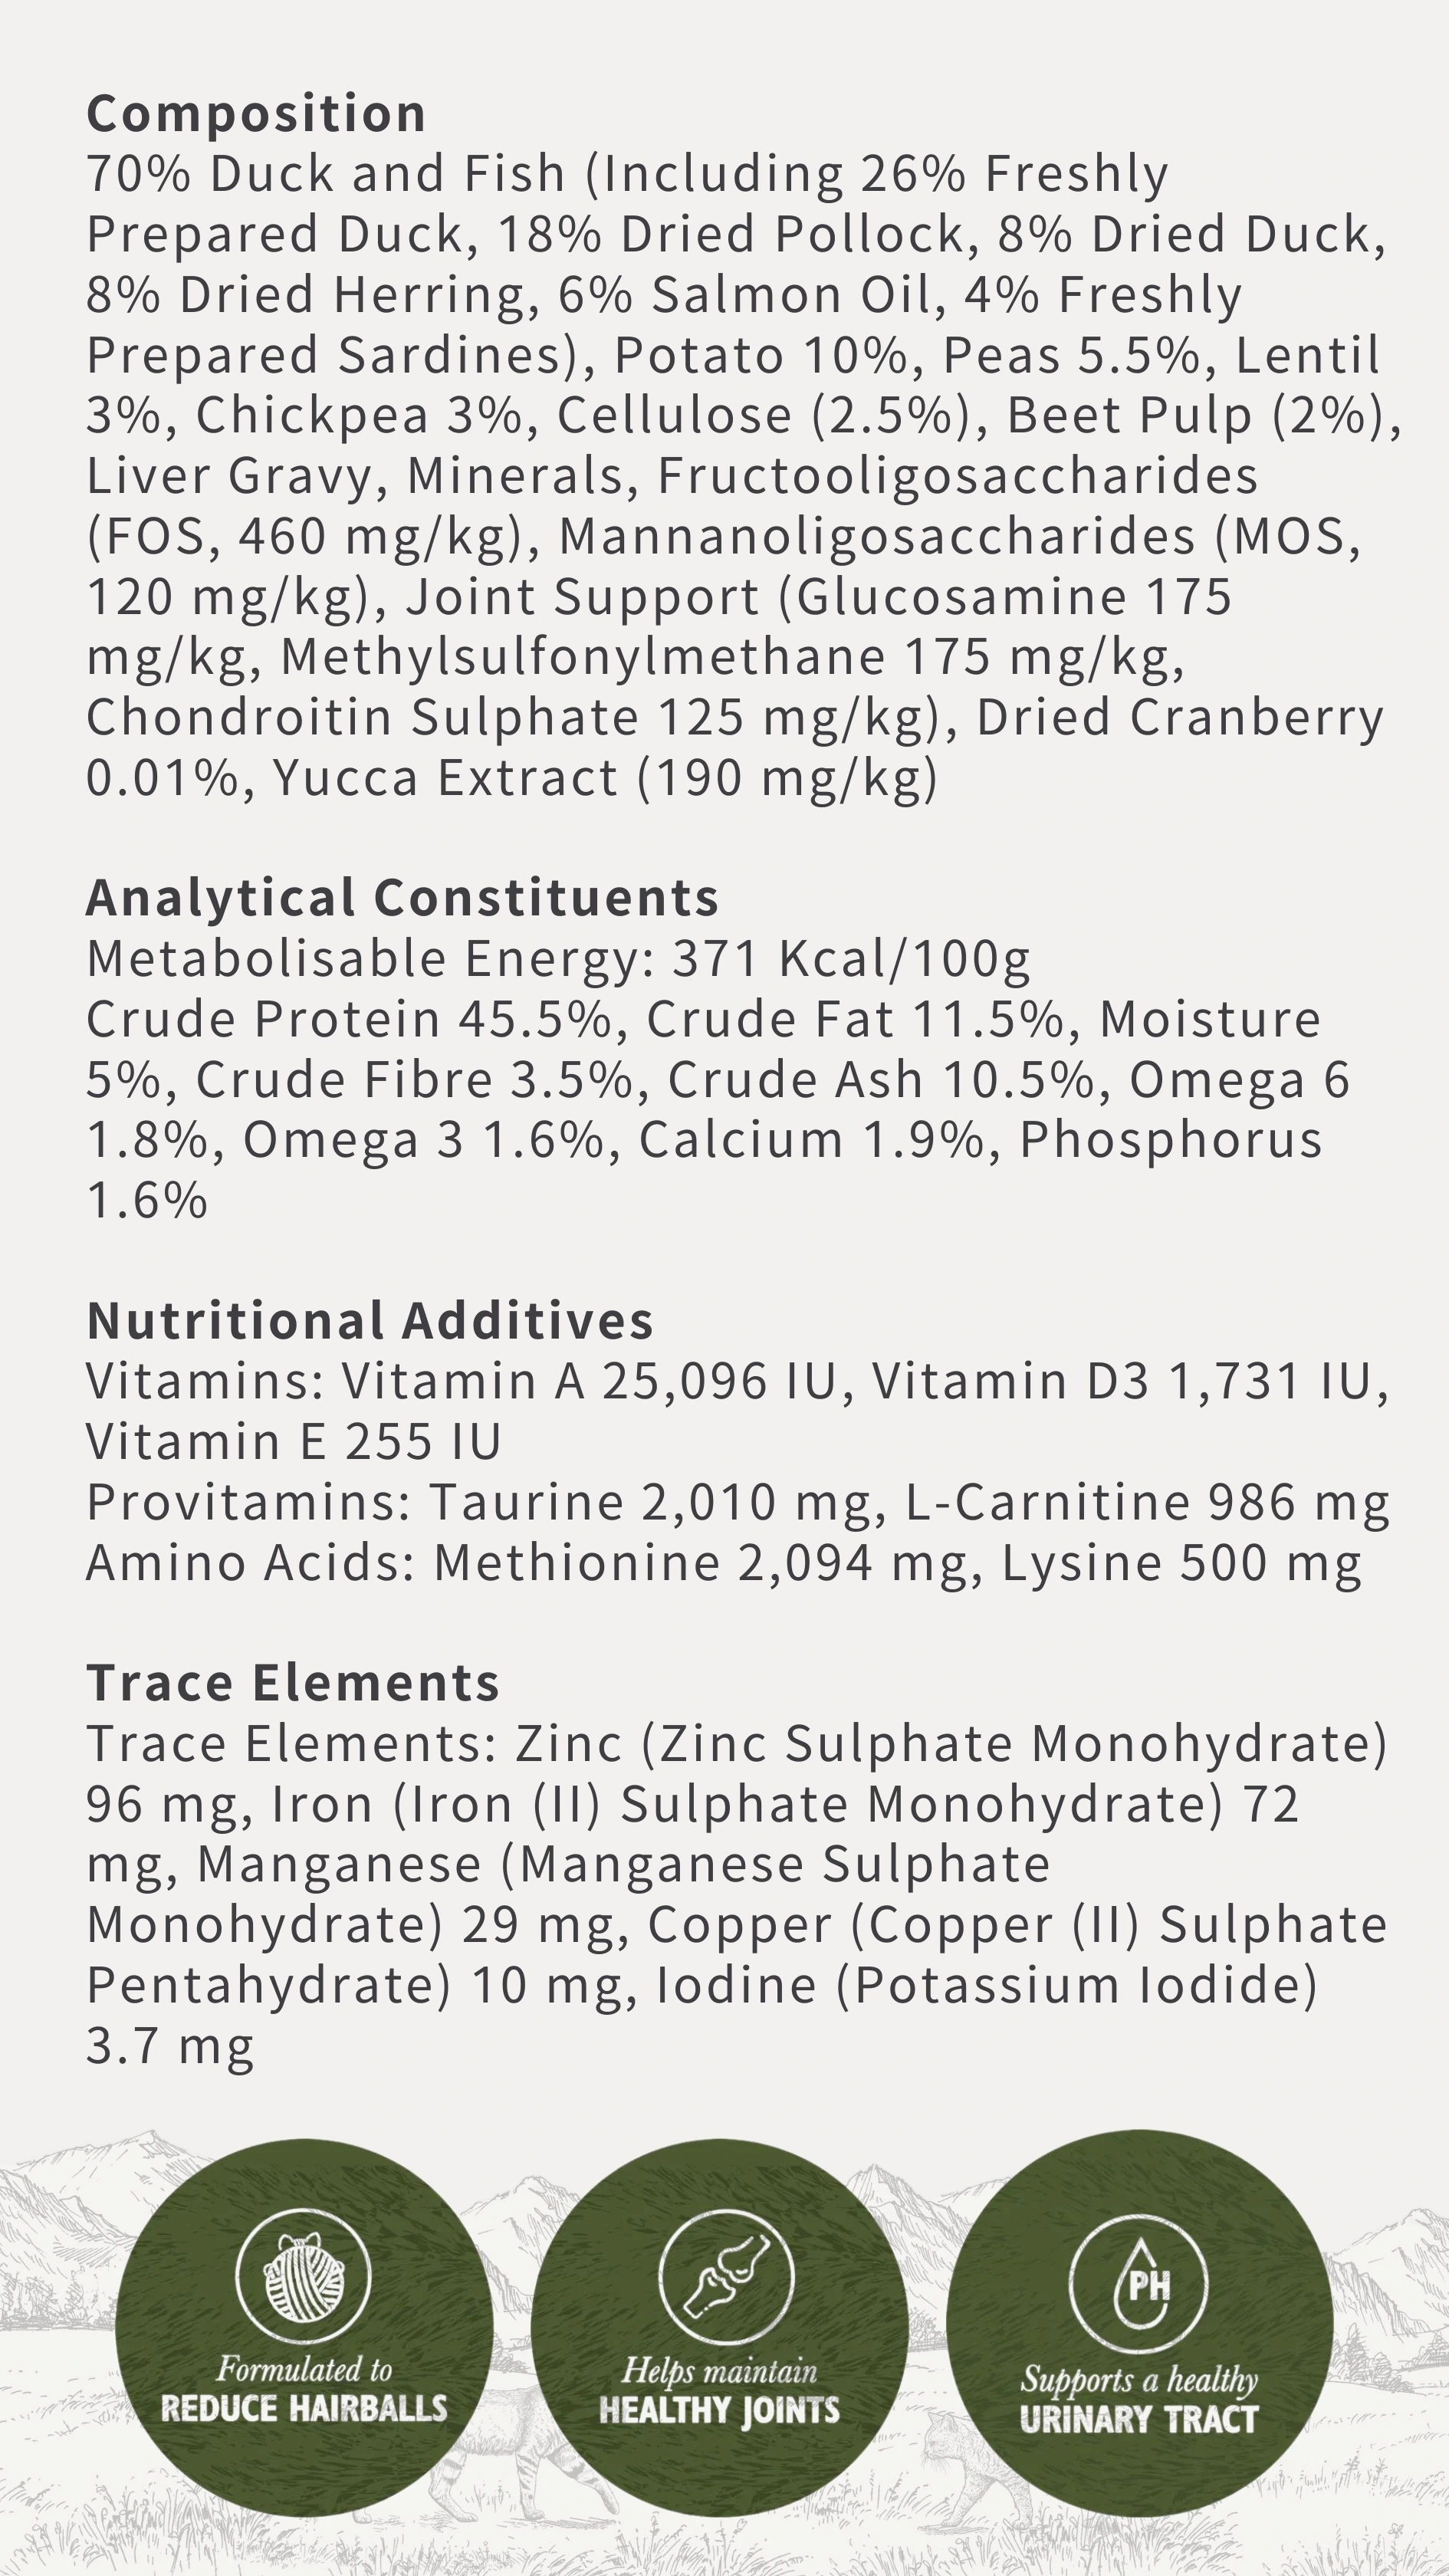 Composition
70% Duck and Fish (Including 26% Freshly
Prepared Duck, 18% Dried Pollock, 8% Dried Duck,
8% Dried Herring, 6% Salmon Oil, 4% Freshly
Prepared Sardines), Potato 10%, Peas 5.5%, Lentil
3%, Chickpea 3%, Cellulose (2.5%), Beet Pulp (2%),
Liver Gravy, Minerals, Fructooligosaccharides
(FOS, 460 mg/kg), Mannanoligosaccharides (MOS,
120 mg/kg), Joint Support (Glucosamine 175
mg/kg, Methylsulfonylmethane 175 mg/kg,
Chondroitin Sulphate 125 mg/kg), Dried Cranberry
0.01%, Yucca Extract (190 mg/kg)
Analytical Constituents
Metabolisable Energy: 371 Kcal/100g
Crude Protein 45.5%, Crude Fat 11.5%, Moisture
5%, Crude Fibre 3.5%, Crude Ash 10.5%, Omega 6
1.8%, Omega 3 1.6%, Calcium 1.9%, Phosphorus
1.6%
Nutritional Additives
Vitamins: Vitamin A 25,096 IU, Vitamin D3 1,731 IU,
Vitamin E 255 IU
Provitamins: Taurine 2,010 mg, L-Carnitine 986 mg
Amino Acids: Methionine 2,094 mg, Lysine 500 mg
Trace Elements
Trace Elements: Zinc (Zinc Sulphate Monohydrate)
96 mg, Iron (Iron (II) Sulphate Monohydrate) 72
mg, Manganese (Manganese Sulphate
Monohydrate) 29 mg, Copper (Copper (II) Sulphate
Pentahydrate) 10 mg, Iodine (Potassium Iodide)
3.7 mg
Formulated to
REDUCE HAIRBALLS
Helps maintain
HEALTHY JOINTS
PH
Supports a healthy
URINARY TRACT